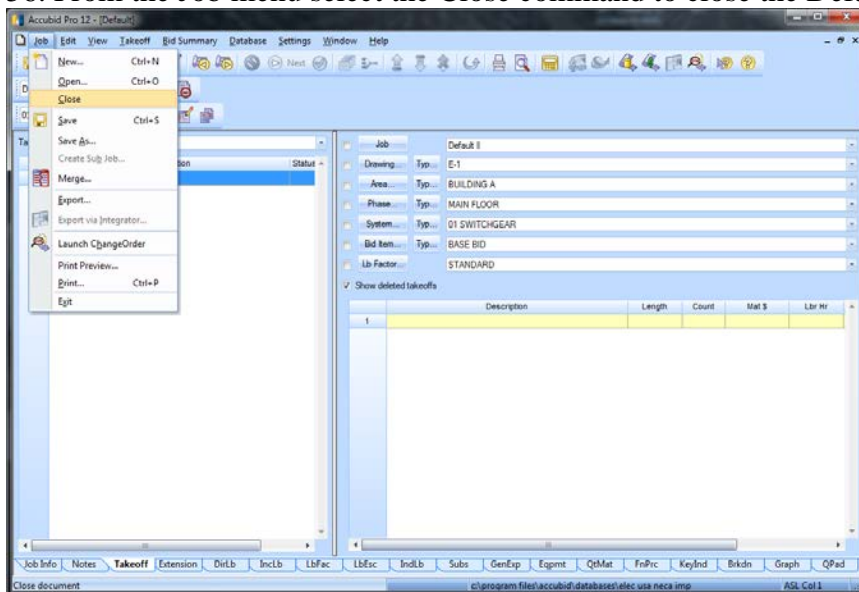 Accubid Pro 12 - [Default]
Job Edit View Takeoff Bid Summary Database Settings Window Help
New... Ctrl+N
Open... Ctrl+O
Close
Save Ctrl+S
Save As...
Create Sub Job...
Merge...
Export...
Export via Integrator...
Launch ChangeOrder
Print Preview...
Print... Ctrl+P
Exit
Next
Status
Job Default II
Drawing... Typ... E-1
Area... Typ... BUILDING A
Phase... Typ... MAIN FLOOR
System... Typ... 01 SWITCHGEAR
Bid Item... Typ... BASE BID
Lb Factor... STANDARD
Show deleted takeoffs
Description Length Count Mat $ Lbr Hr
1
Job Info Notes Takeoff Extension DirLb IncLb LbFac LbEsc IndLb Subs GenExp Eqpmt QtMat FnPrc KeyInd Brkdn Graph QPad
Close document c:\program files\accubid\databases\elec usa neca imp ASL Col 1